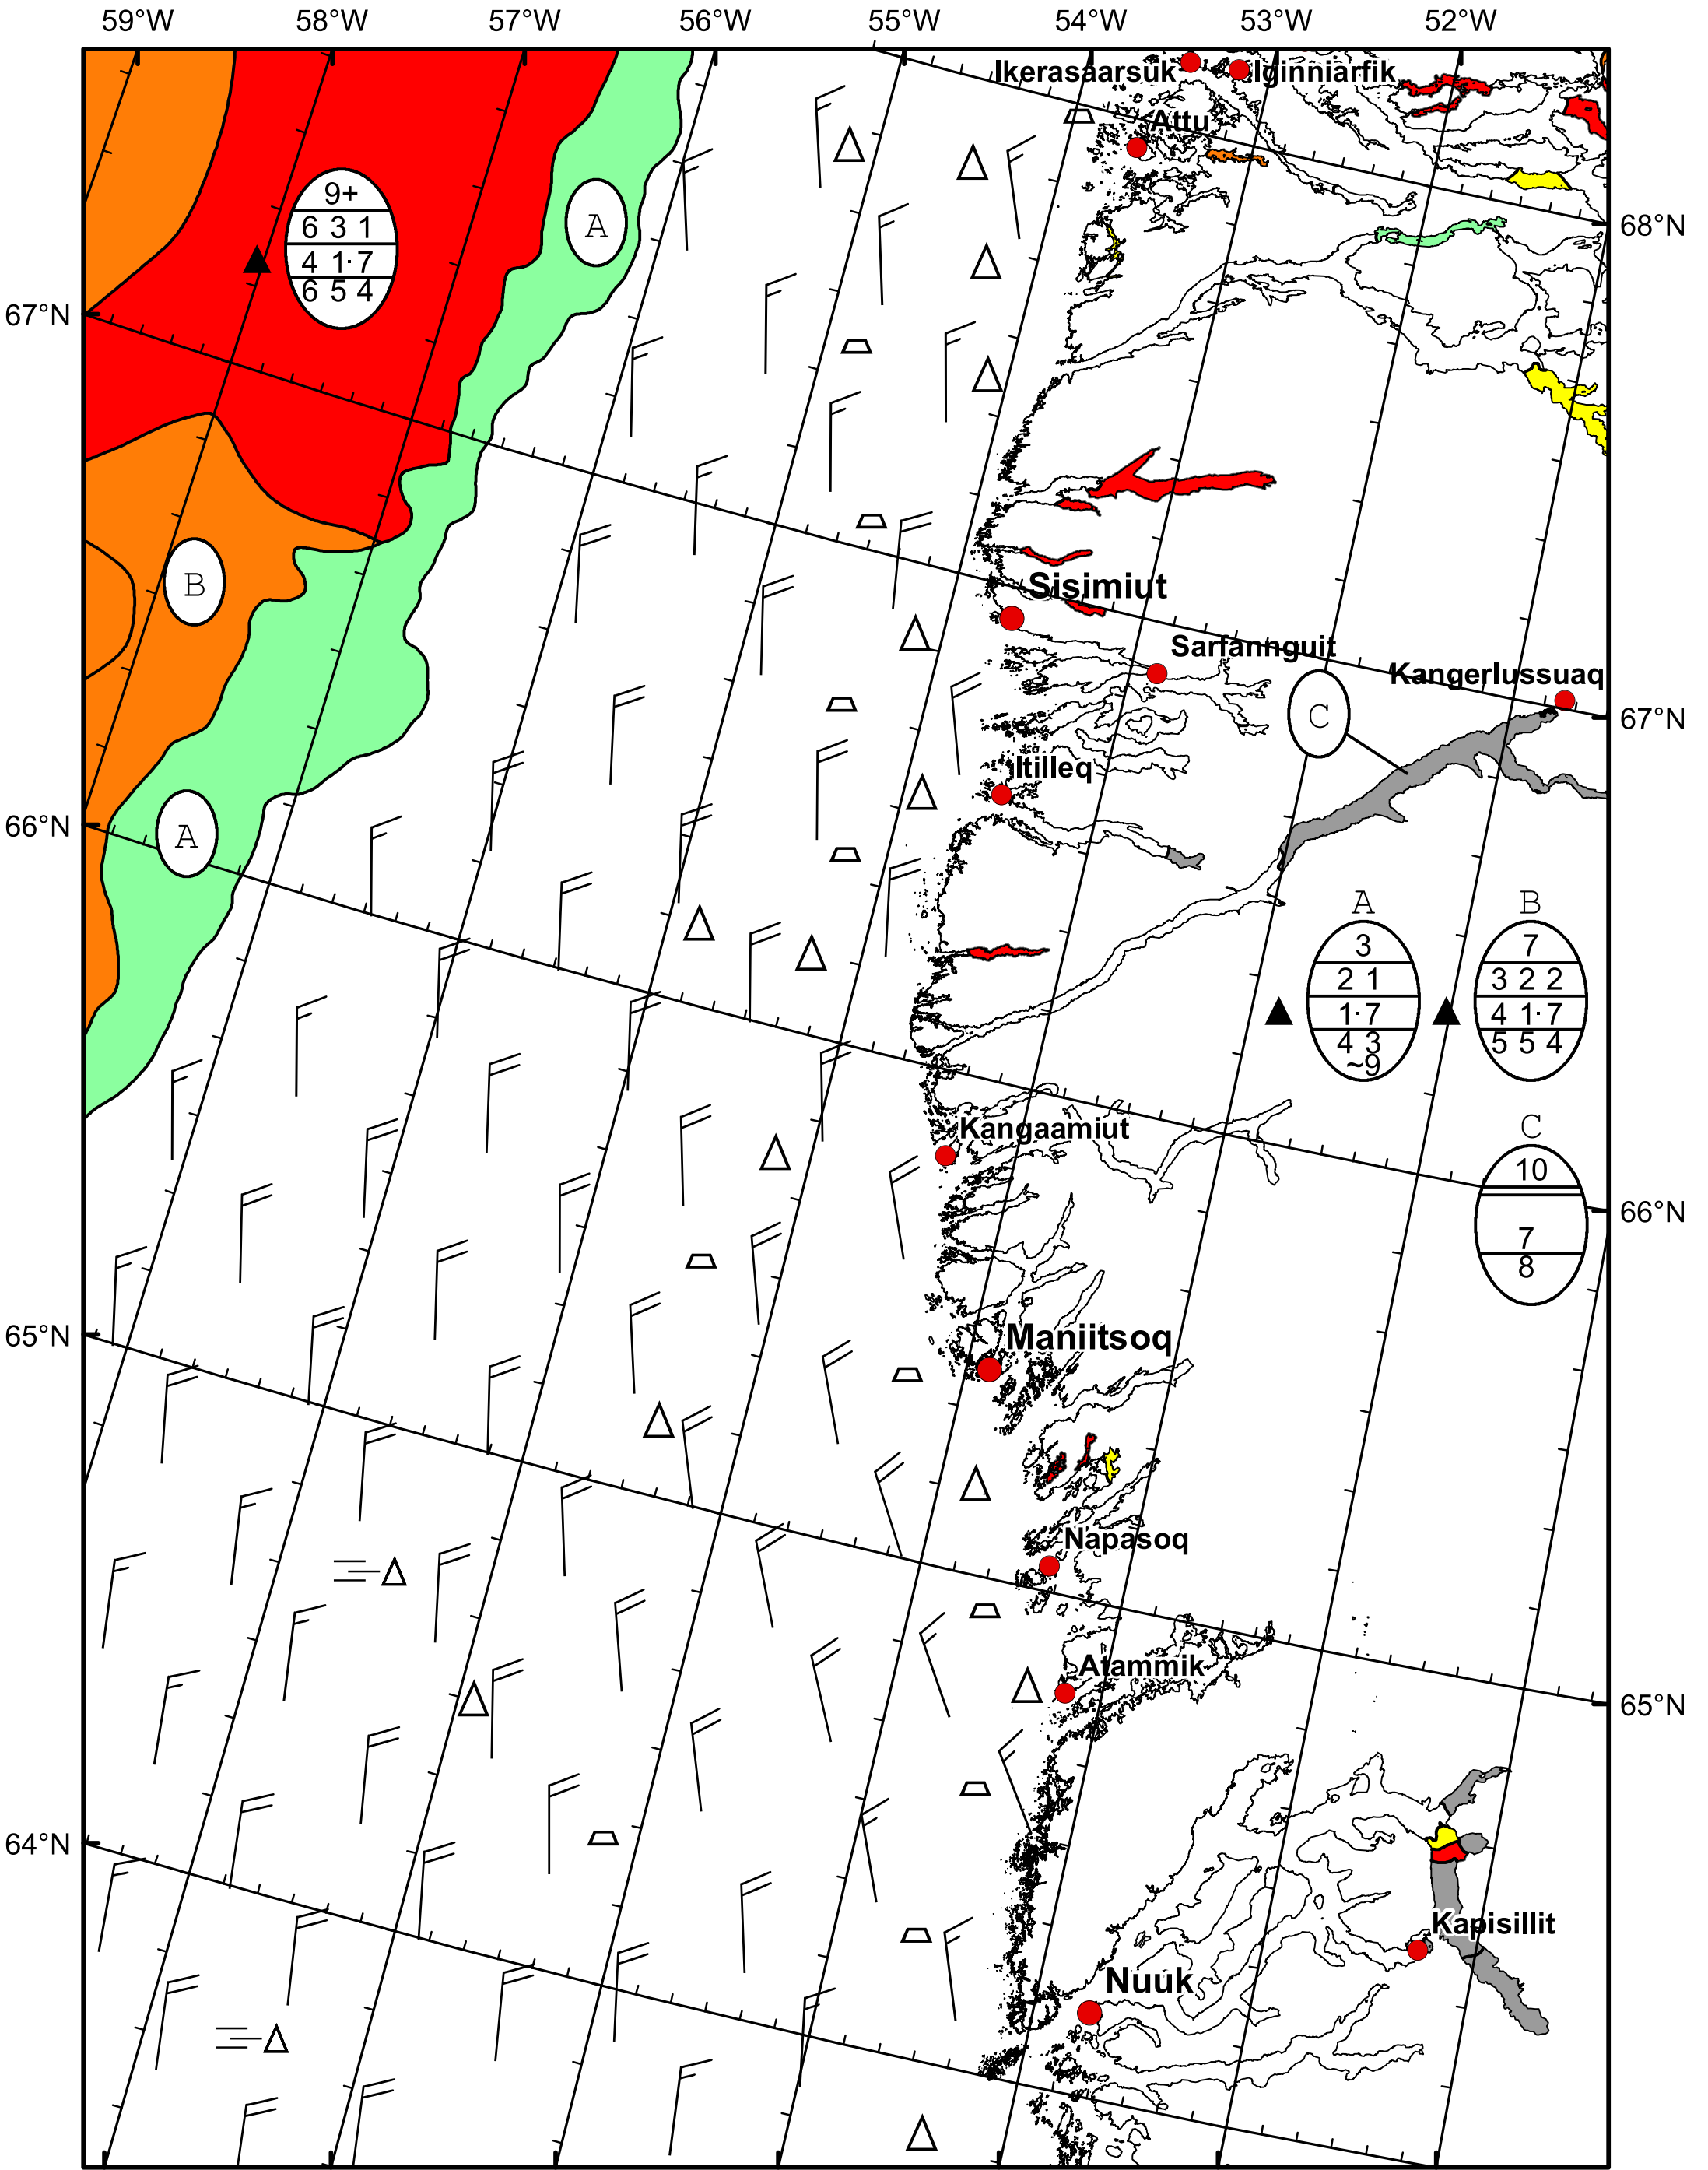 59°W 58°W 57°W 56°W 55°W 54°W 53°W 52°W
Ikerasaarsuk
Iginniarfik
Attu
9+
6 3 1
4 1· 7
6 5 4
A
68°N
67°N
B
Sisimiut
Sarfannguit
Kangerlussuaq
C
67°N
Itilleq
66°N
A
A
3
2 1
1· 7
4 3
~9
B
7
3 2 2
4 1· 7
5 5 4
Kangaamiut
C
10
7
8
66°N
65°N
Maniitsoq
Napasoq
Atammik
65°N
64°N
Kapisillit
Nuuk